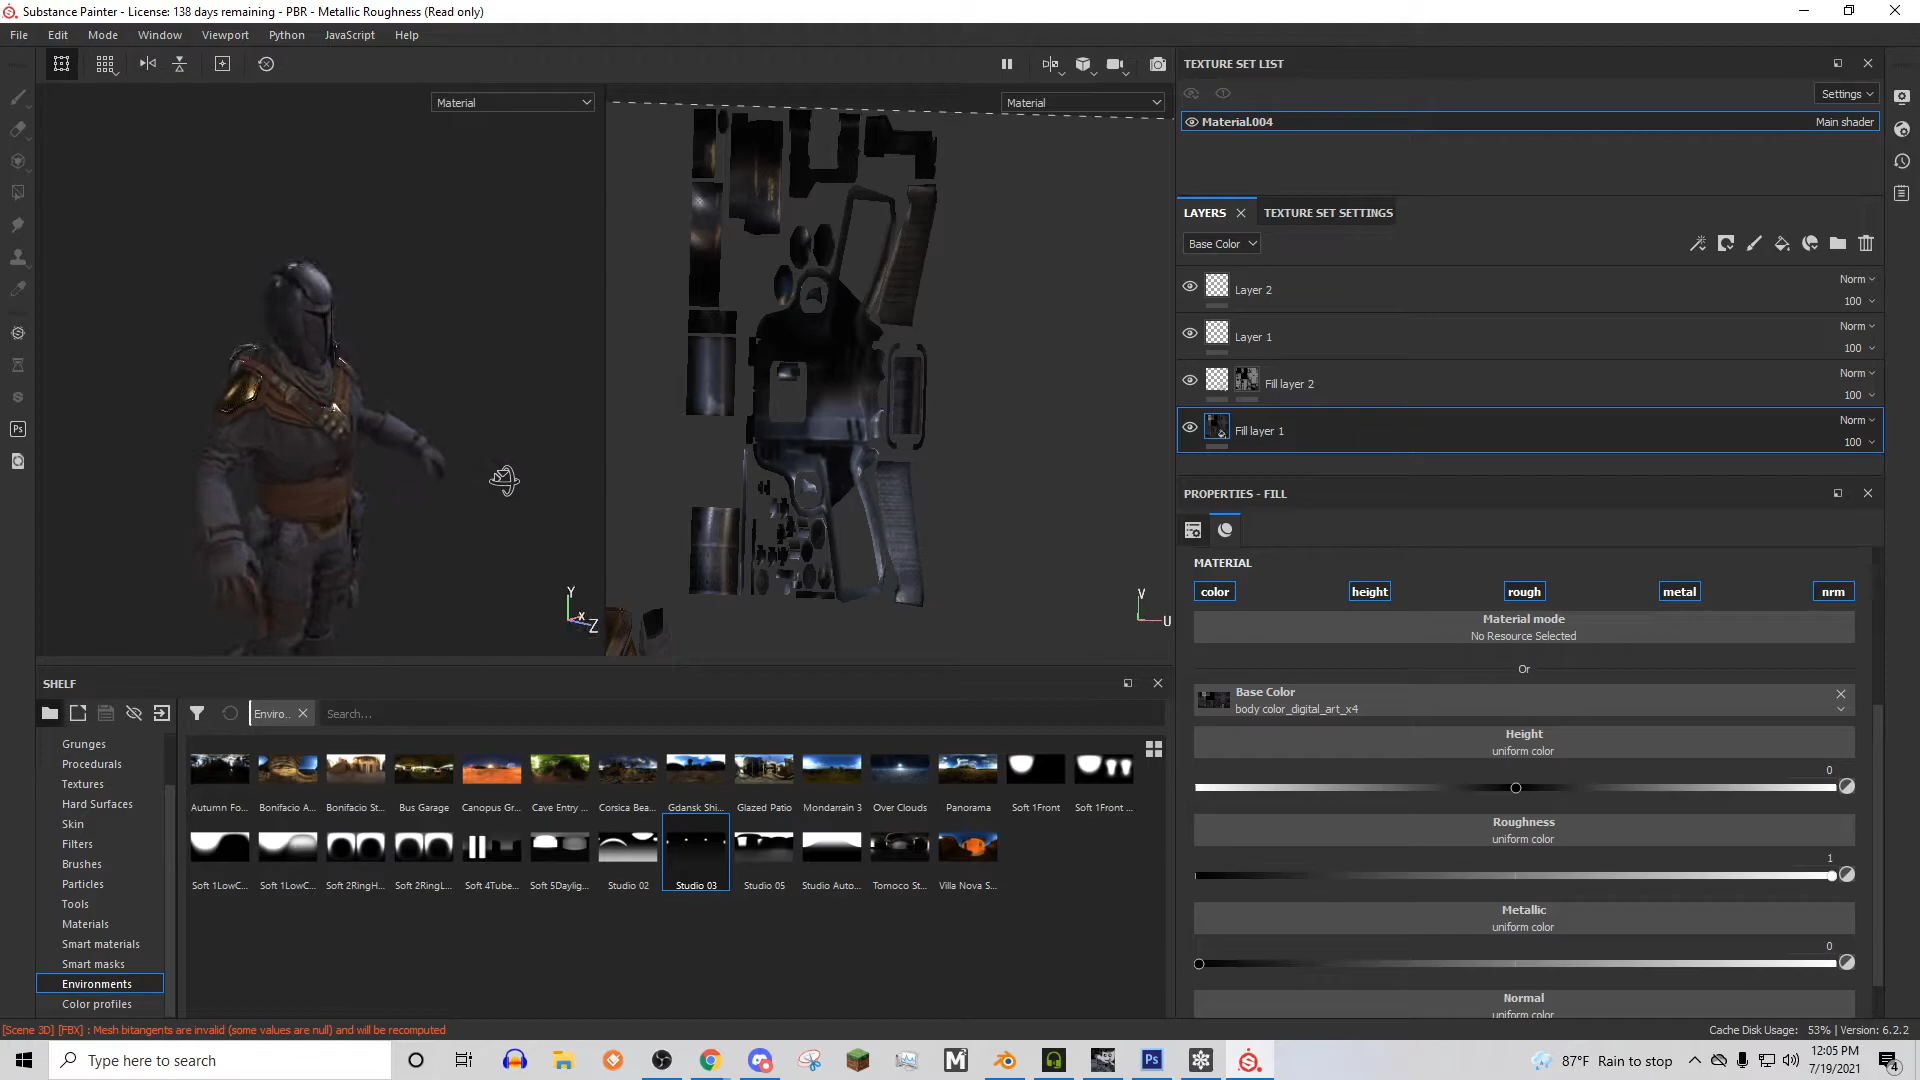 Substance Painter - License: 138 days remaining - PBR - Metallic Roughness (Read only)
File Edit Mode Window Viewport Python JavaScript Help
Material
Material
TEXTURE SET LIST
Settings
Material.004 Main shader
LAYERS TEXTURE SET SETTINGS
Base Color
Layer 2 Norm 100
Layer 1 Norm 100
Fill layer 2 Norm 100
Fill layer 1 Norm 100
PROPERTIES - FILL
MATERIAL
color height rough metal nrm
Material mode
No Resource Selected
Or
Base Color
body color_digital_art_x4
Height
uniform color
0
Roughness
uniform color
1
Metallic
uniform color
0
Normal
Y
X
Z
V
U
Ps
SHELF
Enviro..
Search...
Grunges
Procedurals
Textures
Hard Surfaces
Skin
Filters
Brushes
Particles
Tools
Materials
Smart materials
Smart masks
Environments
Color profiles
Autumn Fo... Bonifacio A... Bonifacio St... Bus Garage Canopus Gr... Cave Entry ... Corsica Bea... Gdansk Shi... Glazed Patio Mondarrain 3 Over Clouds Panorama Soft 1Front Soft 1Front ...
Soft 1LowC... Soft 1LowC... Soft 2RingH... Soft 2RingL... Soft 4Tube... Soft 5Daylig... Studio 02 Studio 03 Studio 05 Studio Auto... Tomoco St... Villa Nova S...
[Scene 3D] [FBX] : Mesh bitangents are invalid (some values are null) and will be recomputed
Cache Disk Usage: 53% | Version: 6.2.2
Type here to search
M
Ps
87°F Rain to stop
12:05 PM
7/19/2021
4